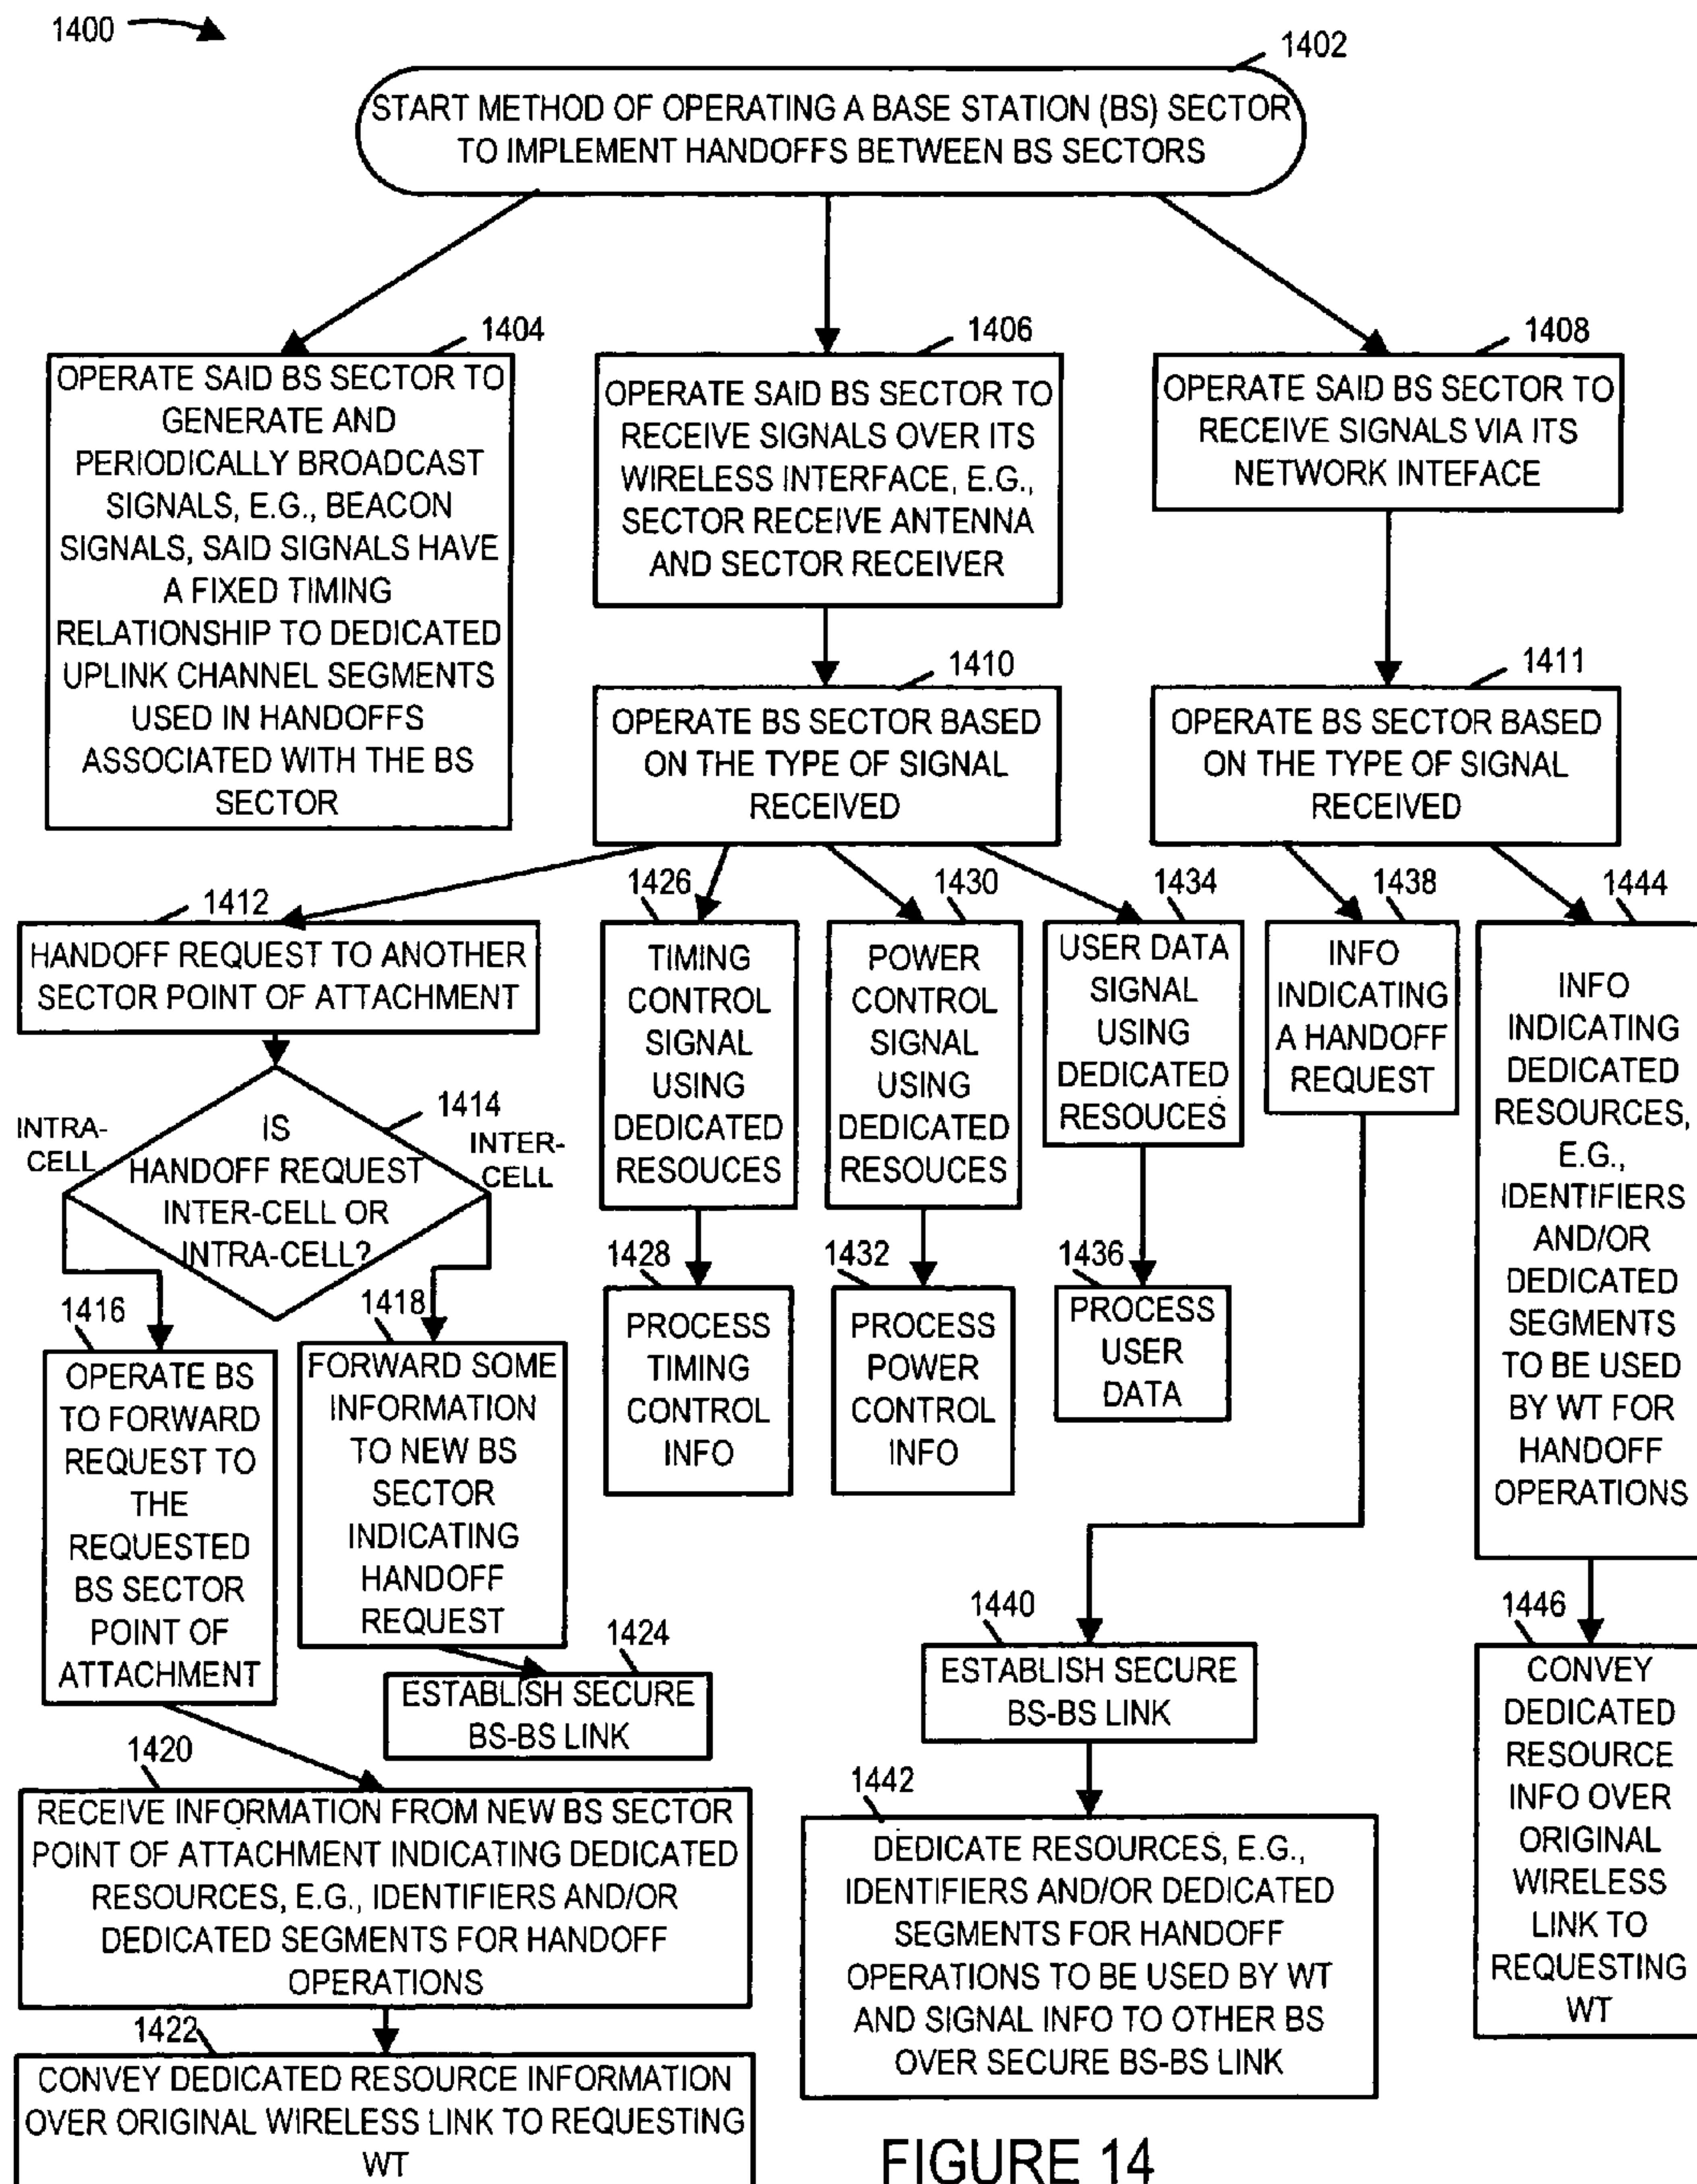 1400
1402
START METHOD OF OPERATING A BASE STATION (BS) SECTOR
TO IMPLEMENT HANDOFFS BETWEEN BS SECTORS
1404
OPERATE SAID BS SECTOR TO
GENERATE AND
PERIODICALLY BROADCAST
SIGNALS, E.G., BEACON
SIGNALS, SAID SIGNALS HAVE
A FIXED TIMING
RELATIONSHIP TO DEDICATED
UPLINK CHANNEL SEGMENTS
USED IN HANDOFFS
ASSOCIATED WITH THE BS
SECTOR
1406
OPERATE SAID BS SECTOR TO
RECEIVE SIGNALS OVER ITS
WIRELESS INTERFACE, E.G.,
SECTOR RECEIVE ANTENNA
AND SECTOR RECEIVER
1408
OPERATE SAID BS SECTOR TO
RECEIVE SIGNALS VIA ITS
NETWORK INTEFACE
1410
OPERATE BS SECTOR BASED
ON THE TYPE OF SIGNAL
RECEIVED
1411
OPERATE BS SECTOR BASED
ON THE TYPE OF SIGNAL
RECEIVED
1412
HANDOFF REQUEST TO ANOTHER
SECTOR POINT OF ATTACHMENT
1414
IS
HANDOFF REQUEST
INTER-CELL OR
INTRA-CELL?
INTRA-
CELL
INTER-
CELL
1416
OPERATE BS
TO FORWARD
REQUEST TO
THE
REQUESTED
BS SECTOR
POINT OF
ATTACHMENT
1418
FORWARD SOME
INFORMATION
TO NEW BS
SECTOR
INDICATING
HANDOFF
REQUEST
1424
ESTABLISH SECURE
BS-BS LINK
1420
RECEIVE INFORMATION FROM NEW BS SECTOR
POINT OF ATTACHMENT INDICATING DEDICATED
RESOURCES, E.G., IDENTIFIERS AND/OR
DEDICATED SEGMENTS FOR HANDOFF
OPERATIONS
1422
CONVEY DEDICATED RESOURCE INFORMATION
OVER ORIGINAL WIRELESS LINK TO REQUESTING
WT
1426
TIMING
CONTROL
SIGNAL
USING
DEDICATED
RESOUCES
1428
PROCESS
TIMING
CONTROL
INFO
1430
POWER
CONTROL
SIGNAL
USING
DEDICATED
RESOUCES
1432
PROCESS
POWER
CONTROL
INFO
1434
USER DATA
SIGNAL
USING
DEDICATED
RESOUCES
1436
PROCESS
USER
DATA
1438
INFO
INDICATING
A HANDOFF
REQUEST
1440
ESTABLISH SECURE
BS-BS LINK
1442
DEDICATE RESOURCES, E.G.,
IDENTIFIERS AND/OR DEDICATED
SEGMENTS FOR HANDOFF
OPERATIONS TO BE USED BY WT
AND SIGNAL INFO TO OTHER BS
OVER SECURE BS-BS LINK
1444
INFO
INDICATING
DEDICATED
RESOURCES,
E.G.,
IDENTIFIERS
AND/OR
DEDICATED
SEGMENTS
TO BE USED
BY WT FOR
HANDOFF
OPERATIONS
1446
CONVEY
DEDICATED
RESOURCE
INFO OVER
ORIGINAL
WIRELESS
LINK TO
REQUESTING
WT
FIGURE 14